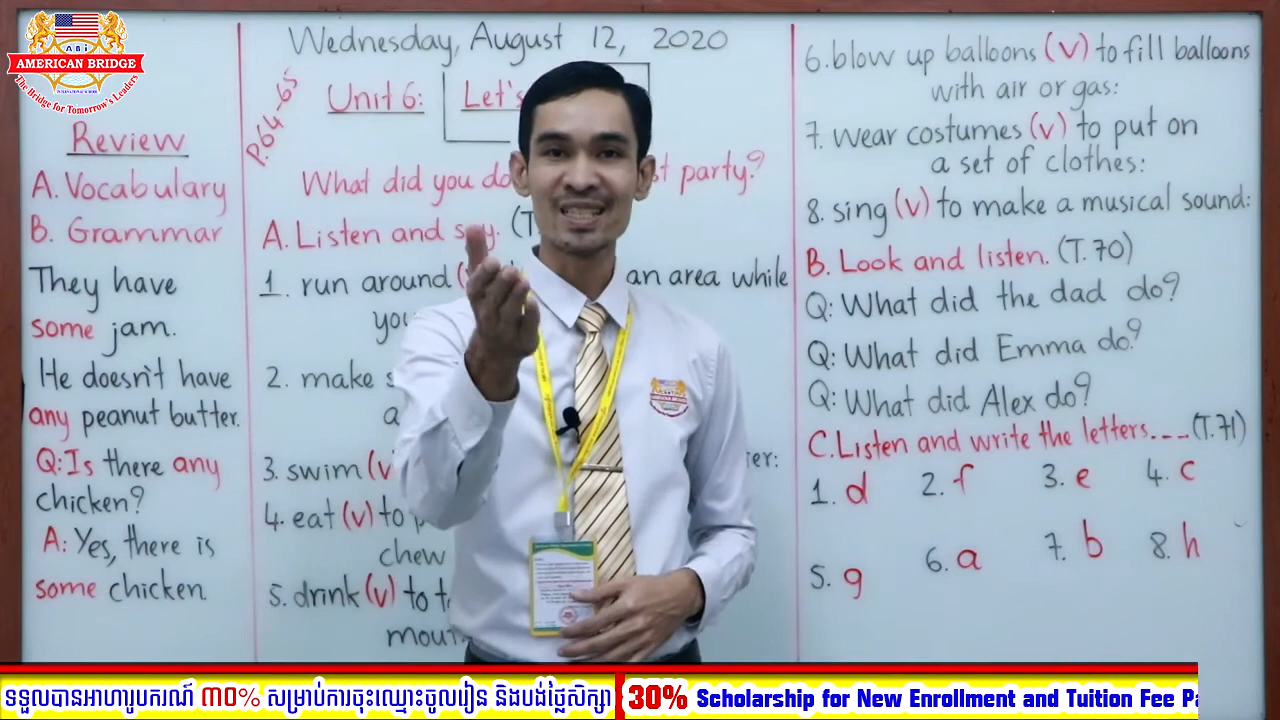 ABi
AMERICAN BRIDGE
INTERNATIONAL SCHOOL
The Bridge for Tomorrow's Leaders
Review
A. Vocabulary
B. Grammar
They have
some jam.
He doesn't have
any peanut butter.
Q: Is there any
chicken?
A: Yes, there is
some chicken.
Wednesday, August 12, 2020
P.64-65
Unit 6: Let's
What did you do party?
A. Listen and say.
1. run around an area while
2. make
3. swim (v
4. eat (v) to
chew
5. drink (v) to
6. blow up balloons (v) to fill balloons
with air or gas:
7. wear costumes (v) to put on
a set of clothes:
8. sing (v) to make a musical sound:
B. Look and listen. (T.70)
Q: What did the dad do?
Q: What did Emma do?
Q: What did Alex do?
C. Listen and write the letters.... (T.71)
1. d 2. f 3. e 4. c
5. g 6. a 7. b 8. h
AMERICAN BRIDGE
ទទួលបានអាហារូបករណ៍ ៣០% សម្រាប់ការចុះឈ្មោះចូលរៀន និងបង់ថ្លៃសិក្សា 30% Scholarship for New Enrollment and Tuition Fee Pa